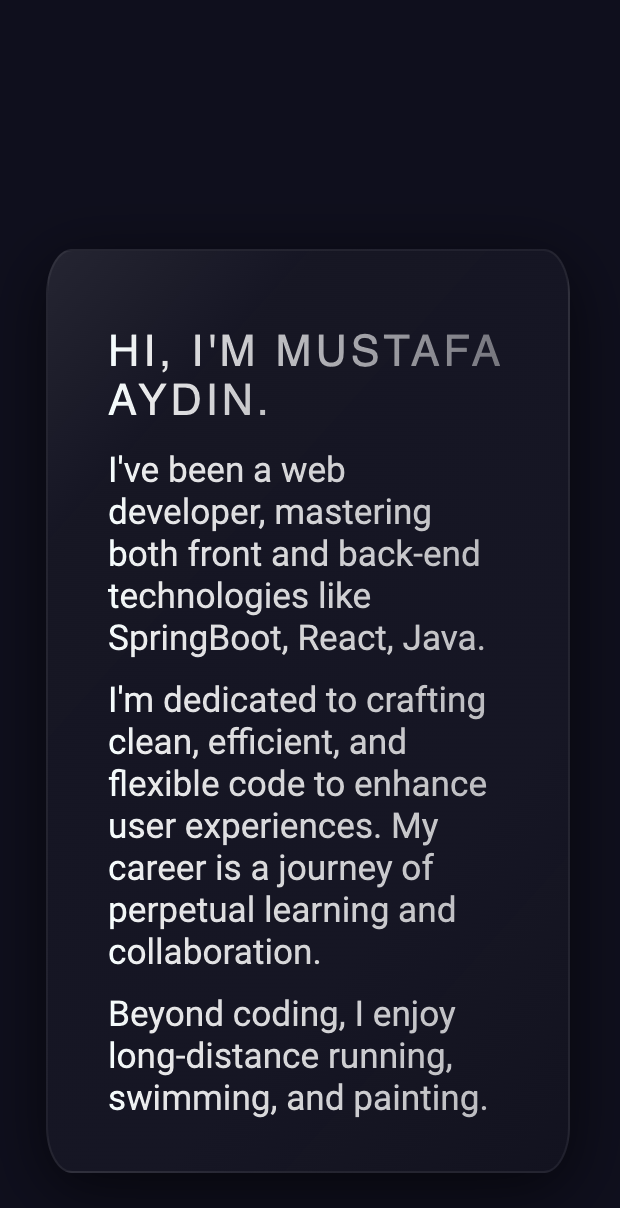 HI, I'M MUSTAFA
AYDIN.
I've been a web
developer, mastering
both front and back-end
technologies like
SpringBoot, React, Java.
I'm dedicated to crafting
clean, efficient, and
flexible code to enhance
user experiences. My
career is a journey of
perpetual learning and
collaboration.
Beyond coding, I enjoy
long-distance running,
swimming, and painting.